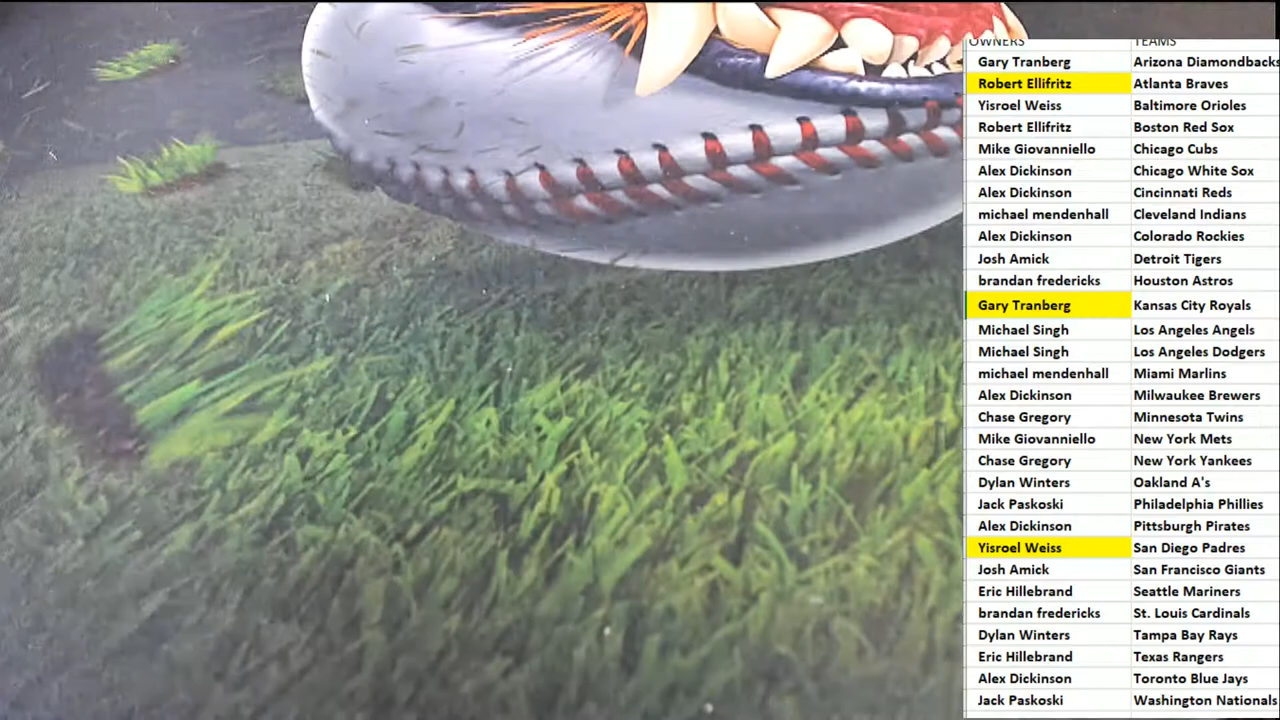 OWNERS TEAMS
Gary Tranberg Arizona Diamondbacks
Robert Ellifritz Atlanta Braves
Yisroel Weiss Baltimore Orioles
Robert Ellifritz Boston Red Sox
Mike Giovanniello Chicago Cubs
Alex Dickinson Chicago White Sox
Alex Dickinson Cincinnati Reds
michael mendenhall Cleveland Indians
Alex Dickinson Colorado Rockies
Josh Amick Detroit Tigers
brandan fredericks Houston Astros
Gary Tranberg Kansas City Royals
Michael Singh Los Angeles Angels
Michael Singh Los Angeles Dodgers
michael mendenhall Miami Marlins
Alex Dickinson Milwaukee Brewers
Chase Gregory Minnesota Twins
Mike Giovanniello New York Mets
Chase Gregory New York Yankees
Dylan Winters Oakland A's
Jack Paskoski Philadelphia Phillies
Alex Dickinson Pittsburgh Pirates
Yisroel Weiss San Diego Padres
Josh Amick San Francisco Giants
Eric Hillebrand Seattle Mariners
brandan fredericks St. Louis Cardinals
Dylan Winters Tampa Bay Rays
Eric Hillebrand Texas Rangers
Alex Dickinson Toronto Blue Jays
Jack Paskoski Washington Nationals